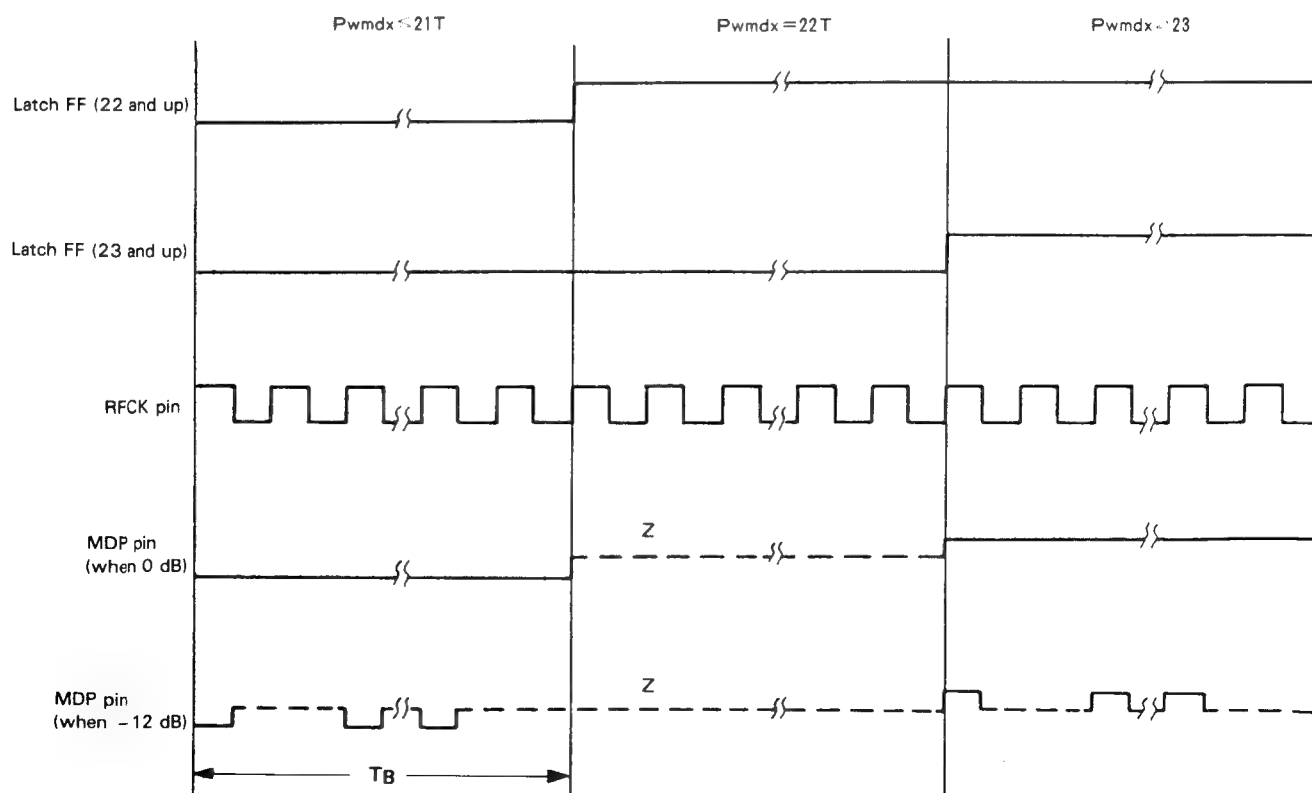 Pwmdx≤21T Pwmdx=22T Pwmdx 23
Latch FF (22 and up)
Latch FF (23 and up)
RFCK pin
MDP pin
(when 0 dB)
Z
MDP pin
(when −12 dB)
Z
TB